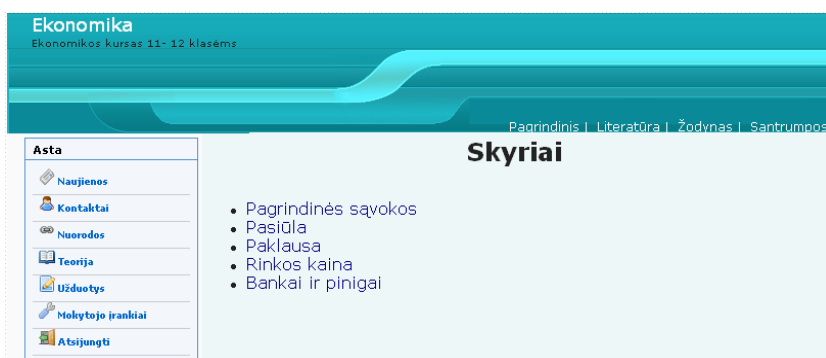 Ekonomika
Ekonomikos kursas 11- 12 klasėms
Pagrindinis | Literatūra | Žodynas | Santrumpos
Asta
Naujienos
Kontaktai
Nuorodos
Teorija
Užduotys
Mokytojo įrankiai
Atsijungti
Skyriai
Pagrindinės sąvokos
Pasiūla
Paklausa
Rinkos kaina
Bankai ir pinigai